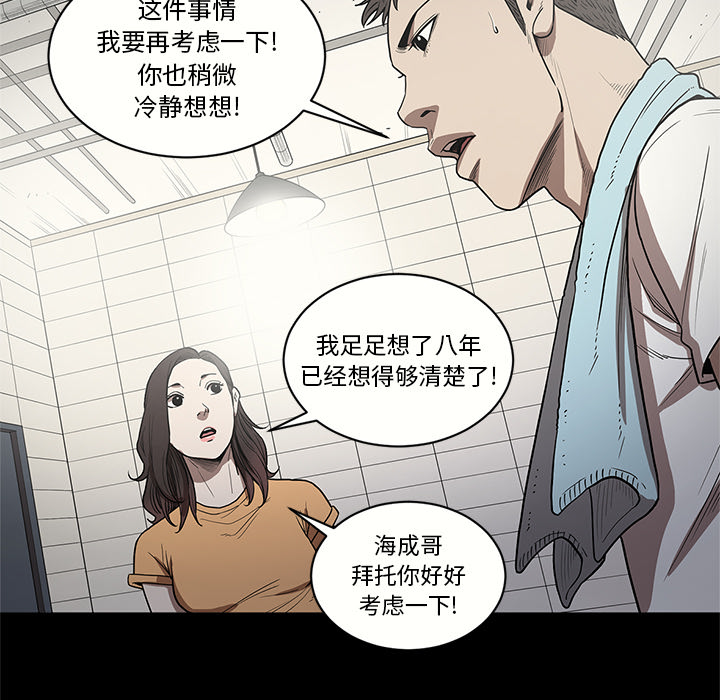 这件事情
我要再考虑一下!
你也稍微
冷静想想!
我足足想了八年
已经想得够清楚了!
海成哥
拜托你好好
考虑一下!